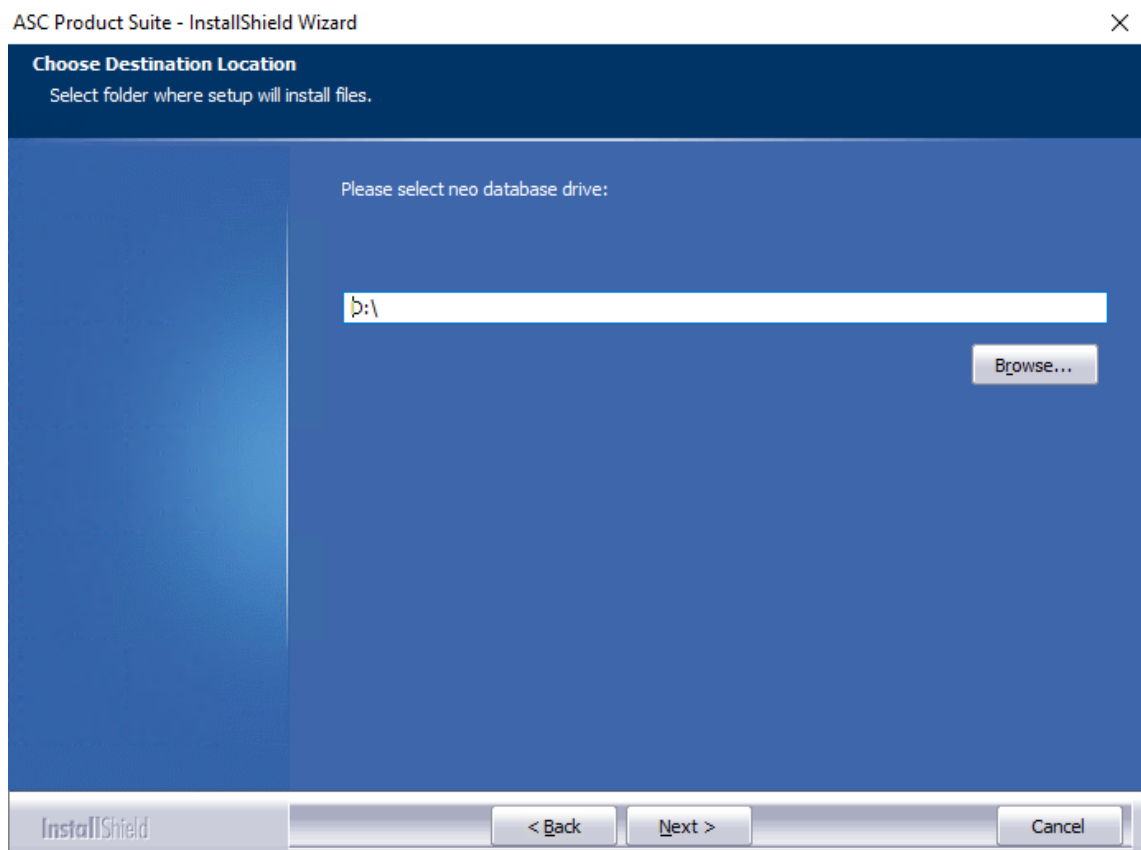 ASC Product Suite - InstallShield Wizard
Choose Destination Location
Select folder where setup will install files.
Please select neo database drive:
D:\
Browse...
InstallShield
< Back
Next >
Cancel